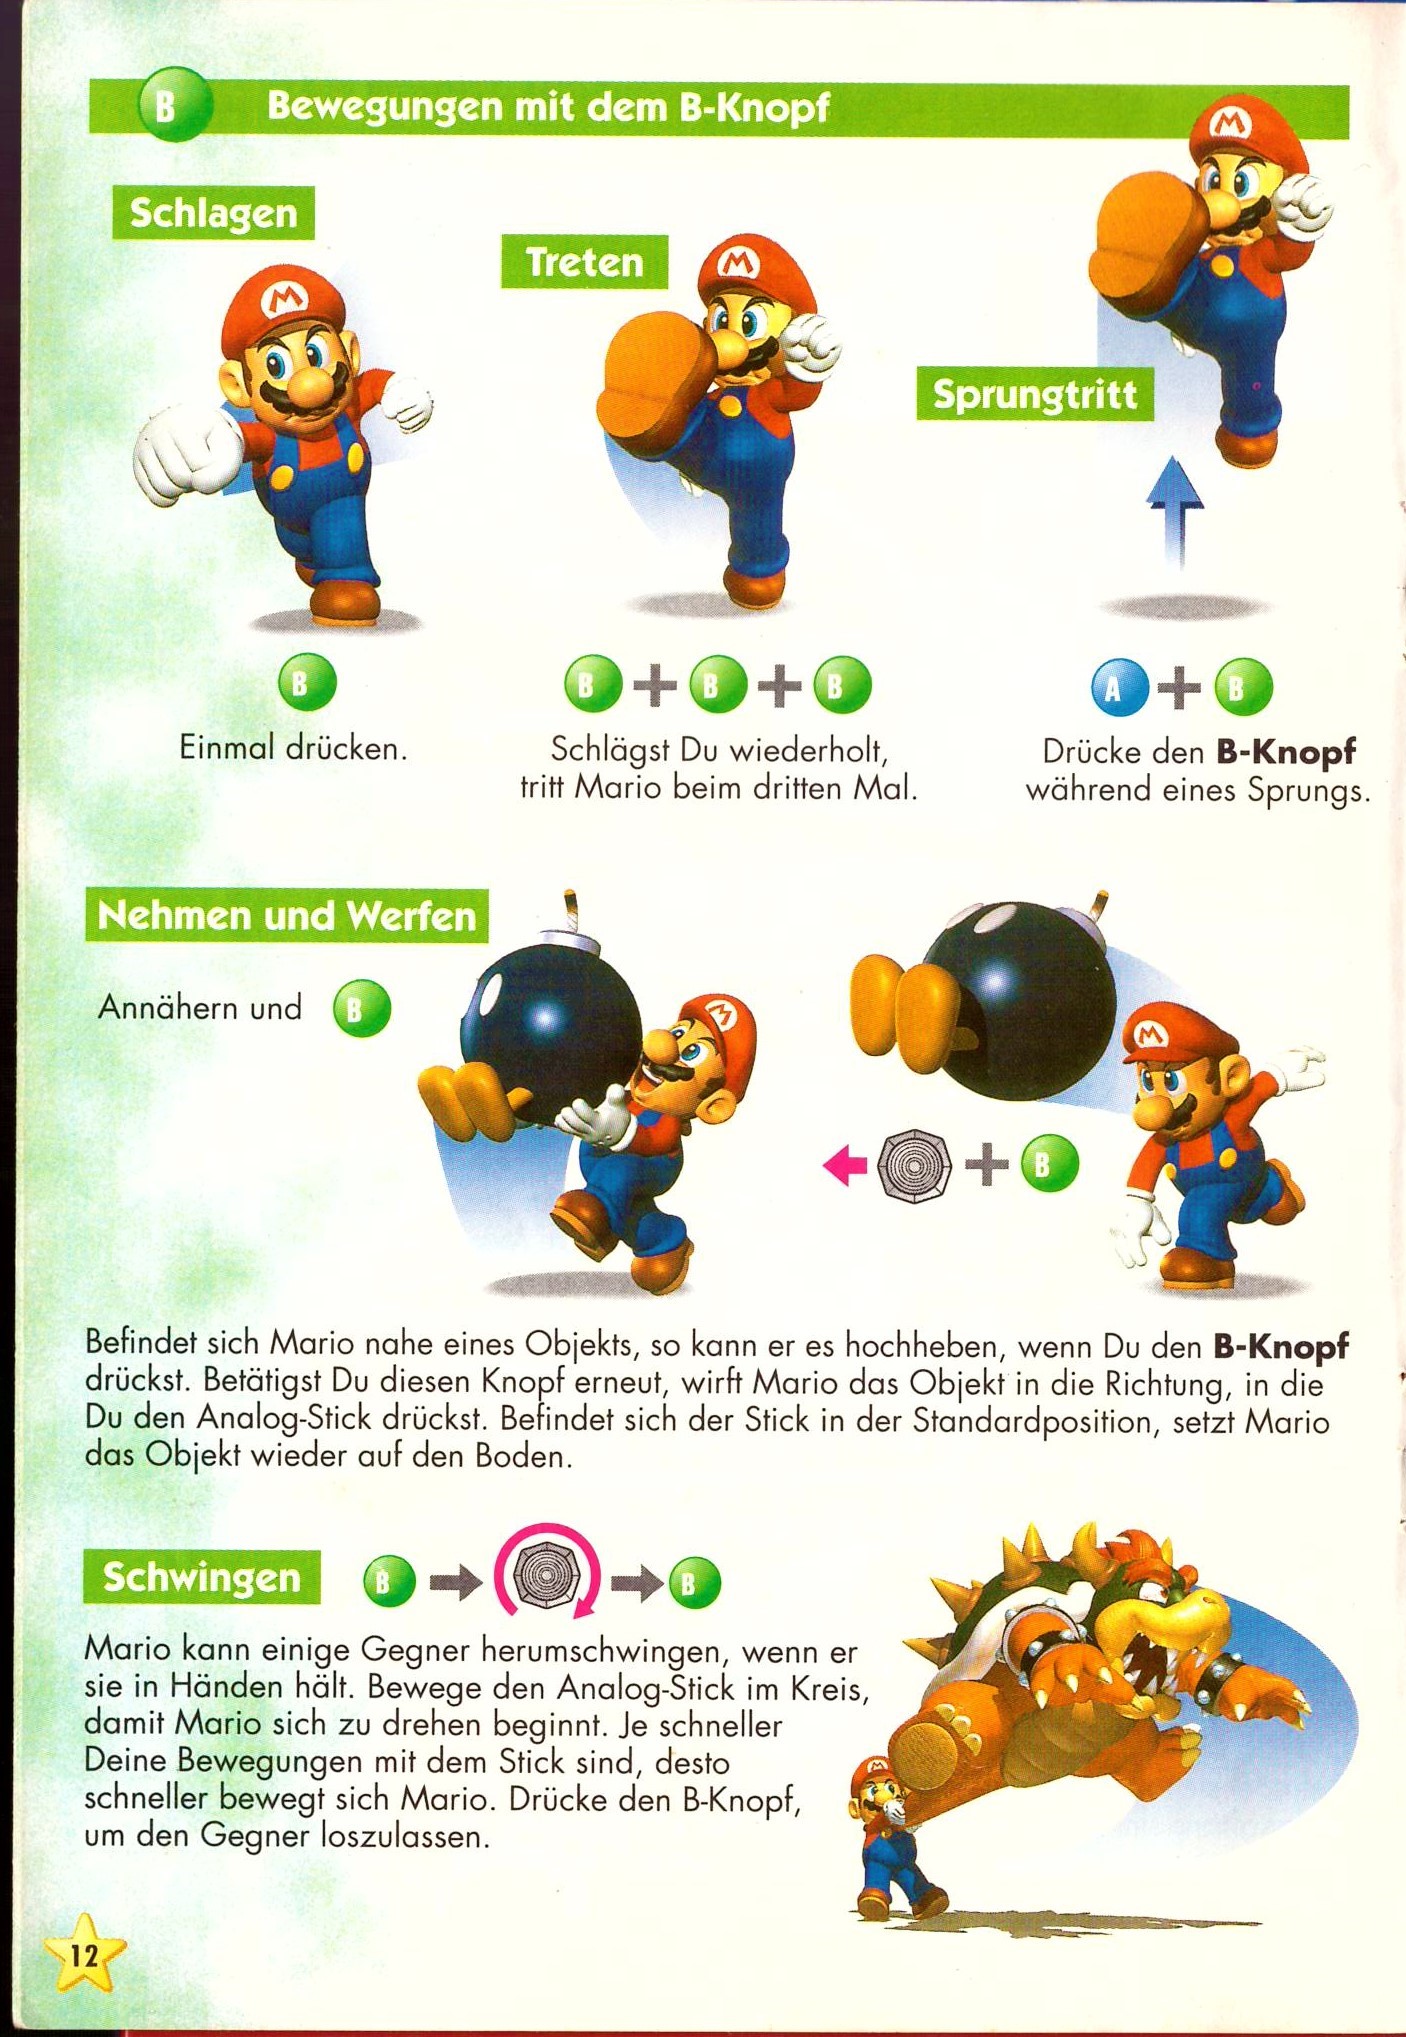 B Bewegungen mit dem B-Knopf
Schlagen
Treten
Sprungtritt
B
B + B + B
A + B
Einmal drücken.
Schlägst Du wiederholt,
tritt Mario beim dritten Mal.
Drücke den B-Knopf
während eines Sprungs.
Nehmen und Werfen
Annähern und B
+ B
Befindet sich Mario nahe eines Objekts, so kann er es hochheben, wenn Du den B-Knopf
drückst. Betätigst Du diesen Knopf erneut, wirft Mario das Objekt in die Richtung, in die
Du den Analog-Stick drückst. Befindet sich der Stick in der Standardposition, setzt Mario
das Objekt wieder auf den Boden.
Schwingen B B
Mario kann einige Gegner herumschwingen, wenn er
sie in Händen hält. Bewege den Analog-Stick im Kreis,
damit Mario sich zu drehen beginnt. Je schneller
Deine Bewegungen mit dem Stick sind, desto
schneller bewegt sich Mario. Drücke den B-Knopf,
um den Gegner loszulassen.
12
M
M
M
M
M